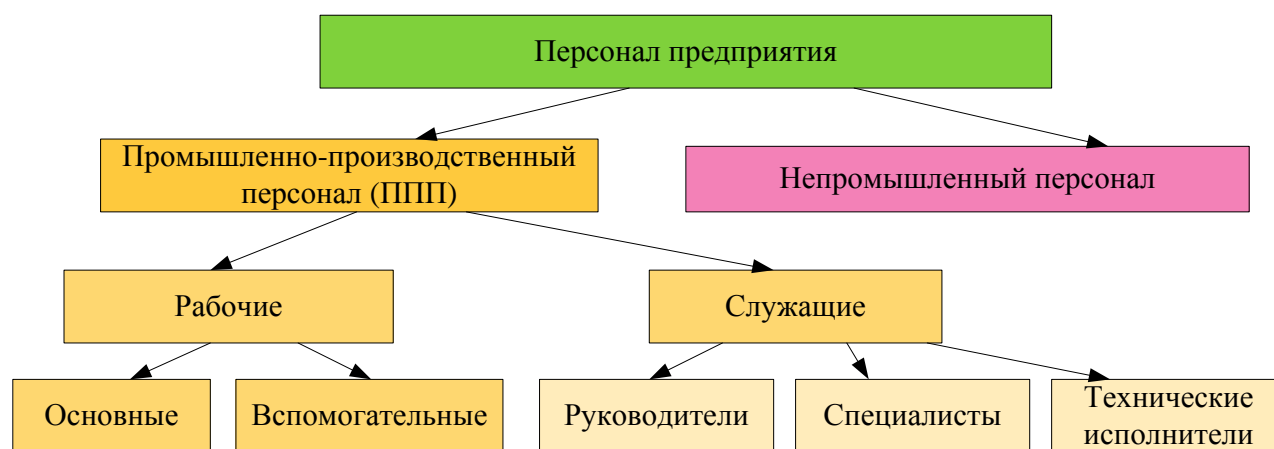 Персонал предприятия
Промышленно-производственный
персонал (ППП)
Непромышленный персонал
Рабочие
Служащие
Основные
Вспомогательные
Руководители
Специалисты
Технические
исполнители